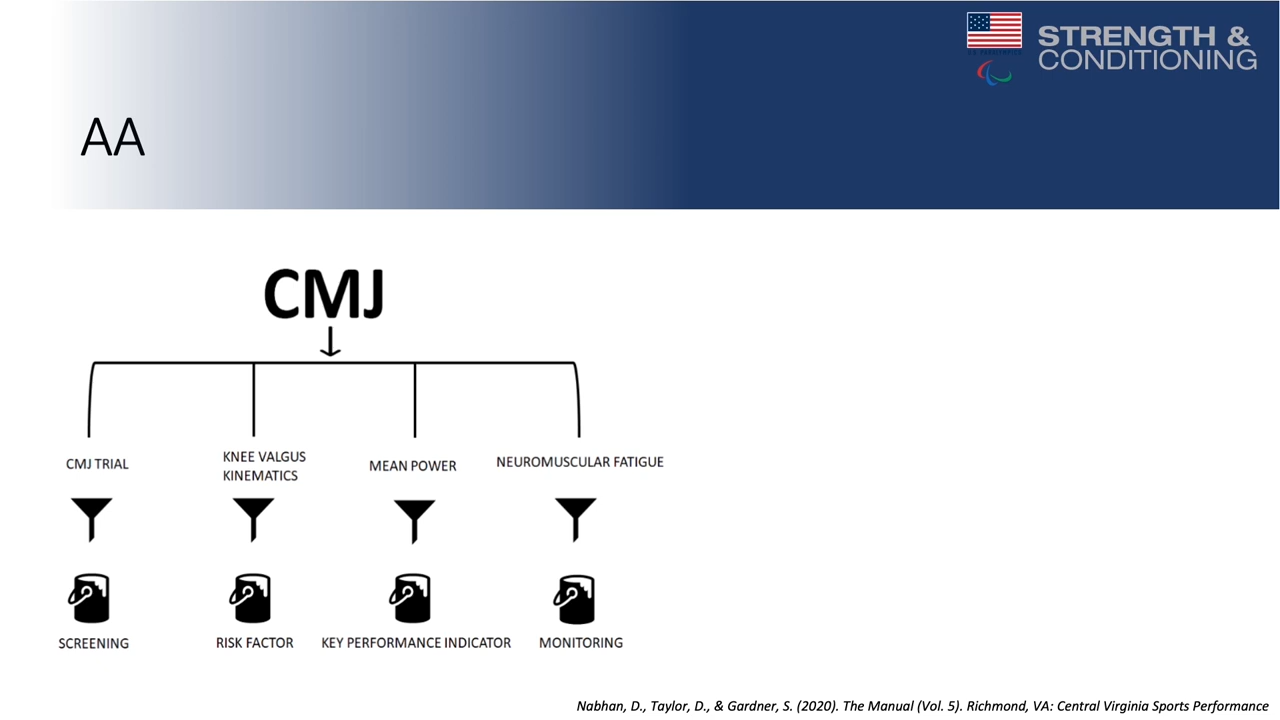 STRENGTH &
CONDITIONING
AA
CMJ
CMJ TRIAL
KNEE VALGUS
KINEMATICS
MEAN POWER
NEUROMUSCULAR FATIGUE
SCREENING
RISK FACTOR
KEY PERFORMANCE INDICATOR
MONITORING
Nabhan, D., Taylor, D., & Gardner, S. (2020). The Manual (Vol. 5). Richmond, VA: Central Virginia Sports Performance